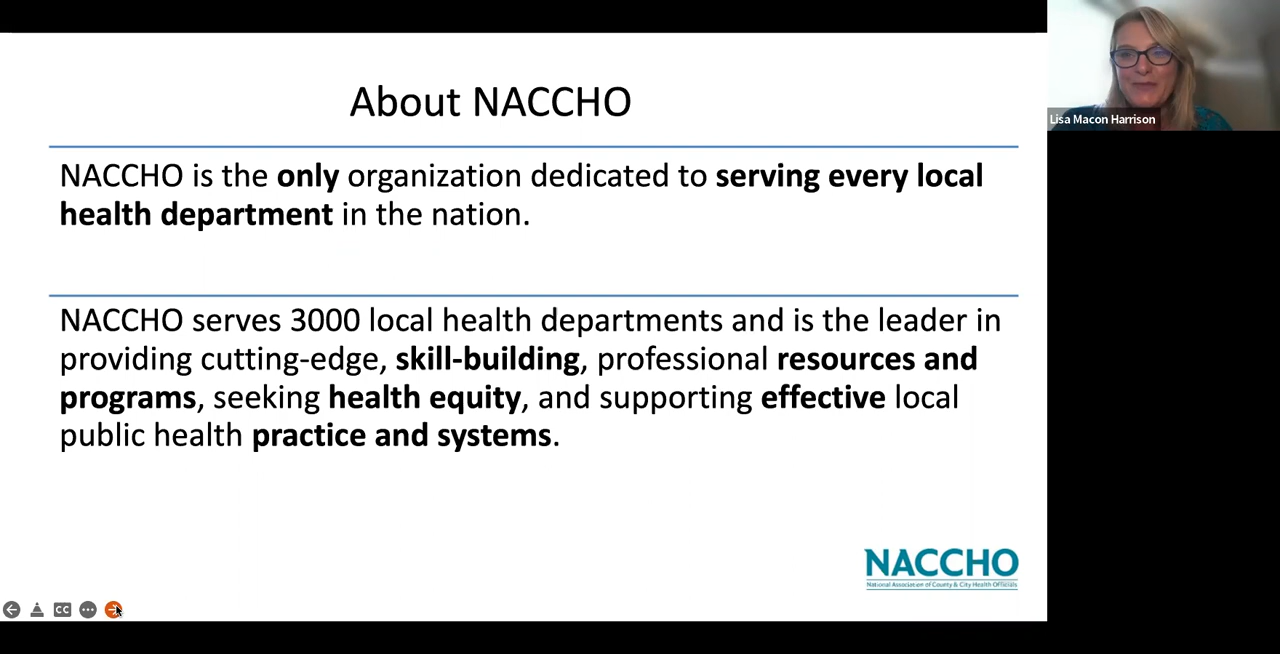 About NACCHO
NACCHO is the only organization dedicated to serving every local
health department in the nation.
NACCHO serves 3000 local health departments and is the leader in
providing cutting-edge, skill-building, professional resources and
programs, seeking health equity, and supporting effective local
public health practice and systems.
NACCHO
National Association of County & City Health Officials
CC
Lisa Macon Harrison